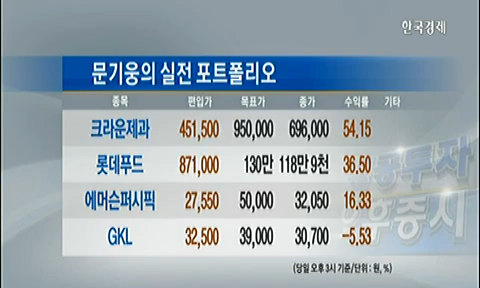 한국경제
문기웅의 실전 포트폴리오
종목 편입가 목표가 종가 수익률 기타
크라운제과 451,500 950,000 696,000 54.15
롯데푸드 871,000 130만 118만 9천 36.50
에머슨퍼시픽 27,550 50,000 32,050 16.33
GKL 32,500 39,000 30,700 -5.53
(당일 오후 3시 기준/단위 : 원, %)